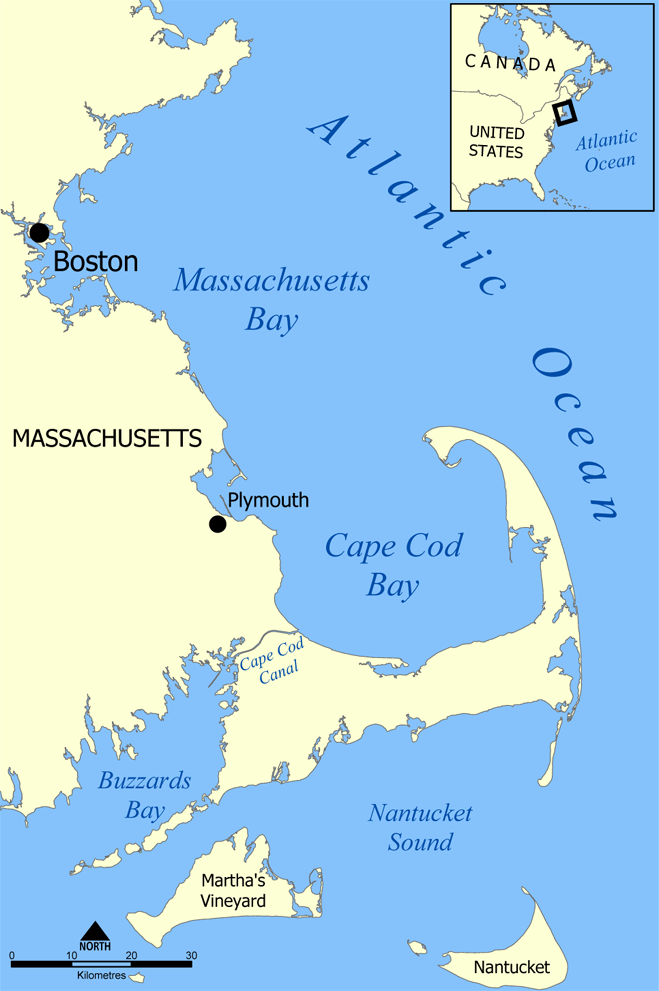 CANADA
UNITED
STATES
Atlantic
Ocean
Atlantic
Ocean
Boston
Massachusetts
Bay
MASSACHUSETTS
Plymouth
Cape Cod
Bay
Cape Cod
Canal
Buzzards
Bay
Nantucket
Sound
Martha's
Vineyard
Nantucket
NORTH
0 10 20 30
Kilometres